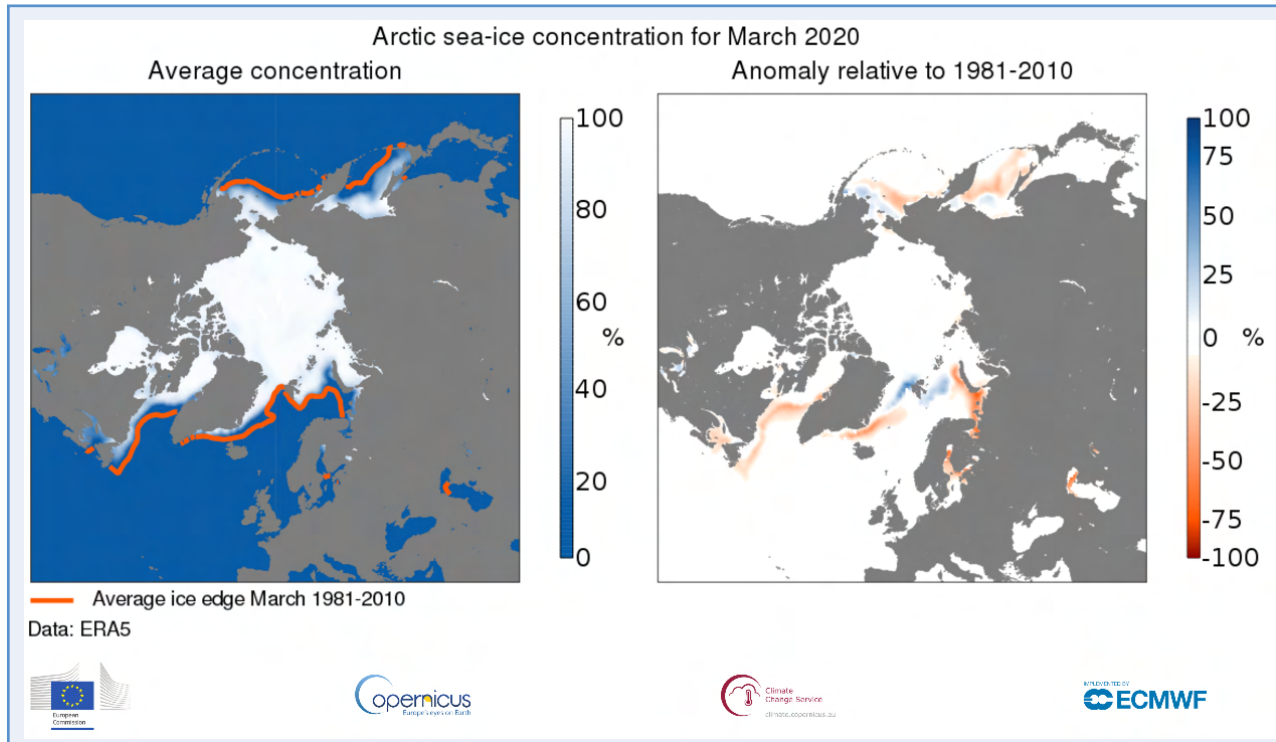 Arctic sea-ice concentration for March 2020
Average concentration
100
80
60
%
40
20
0
Average ice edge March 1981-2010
Data: ERA5
Anomaly relative to 1981-2010
100
75
50
25
0 %
-25
-50
-75
-100
European
Commission
opernicus
Europe's eyes on Earth
Climate
Change Service
climate.copernicus.eu
IMPLEMENTED BY
ECMWF